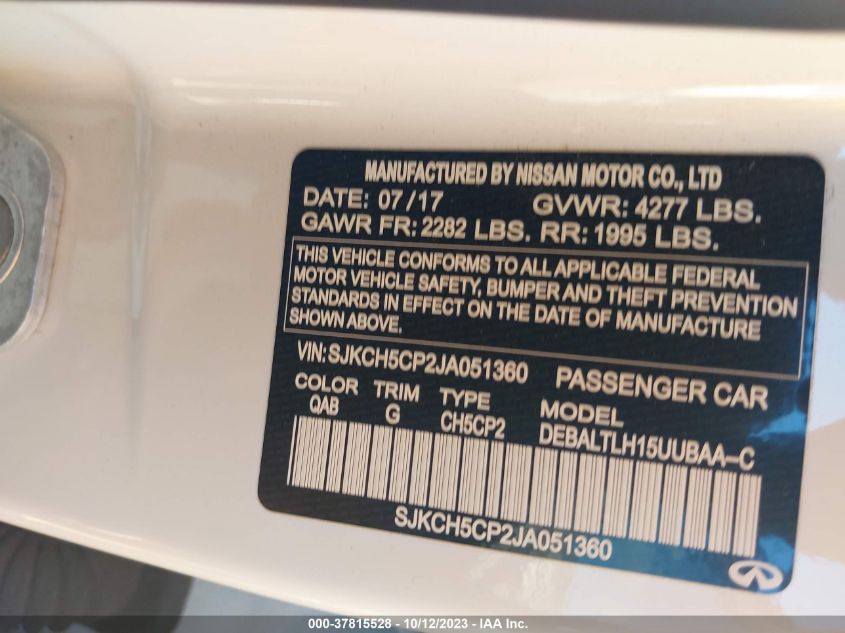 MANUFACTURED BY NISSAN MOTOR CO., LTD
DATE: 07/17 GVWR: 4277 LBS.
GAWR FR: 2282 LBS. RR: 1995 LBS.
THIS VEHICLE CONFORMS TO ALL APPLICABLE FEDERAL
MOTOR VEHICLE SAFETY, BUMPER AND THEFT PREVENTION
STANDARDS IN EFFECT ON THE DATE OF MANUFACTURE
SHOWN ABOVE.
VIN: SJKCH5CP2JA051360 PASSENGER CAR
COLOR TRIM TYPE MODEL
QAB G CH5CP2 DEBALTLH15UUBAA-C
SJKCH5CP2JA051360
000-37815528 - 10/12/2023 - IAA Inc.